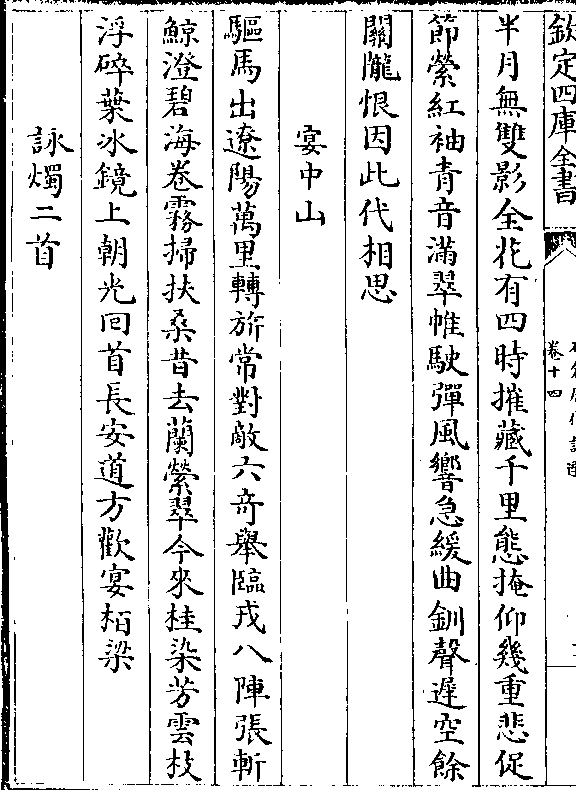 欽定四庫全書
卷十四
半月無雙影全花有四時摧藏千里態掩仰幾重悲促
節縈紅袖青音滿翠帷駛彈風響急緩曲釧聲遲空餘
關隴恨因此代相思
宴中山
驅馬出遼陽萬里轉旂常對敵六竒舉臨戎八陣張斬
鯨澄碧海卷霧掃扶桑昔去蘭縈翠今來桂染芳雲枝
浮碎葉冰鏡上朝光囘首長安道方歡宴栢梁
詠燭二首